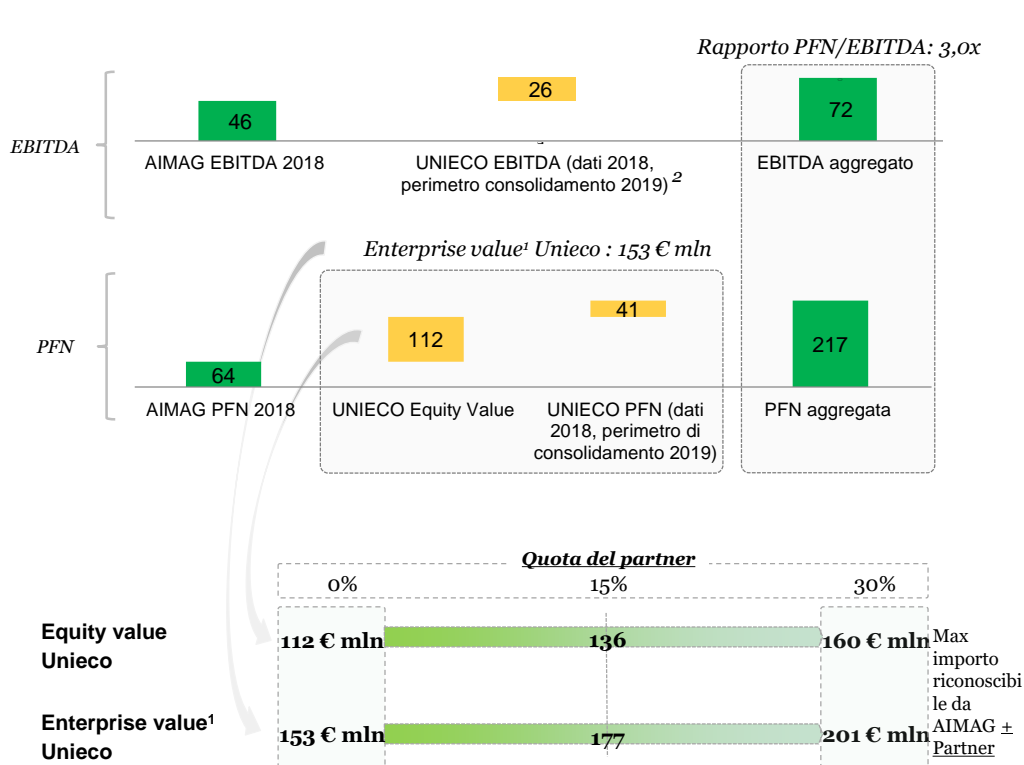 Rapporto PFN/EBITDA: 3,0x
EBITDA
46
26
72
AIMAG EBITDA 2018
UNIECO EBITDA (dati 2018,
perimetro consolidamento 2019) 2
EBITDA aggregato
Enterprise value¹ Unieco : 153 € mln
PFN
64
112
41
217
AIMAG PFN 2018
UNIECO Equity Value
UNIECO PFN (dati
2018, perimetro di
consolidamento 2019)
PFN aggregata
Quota del partner
0%
15%
30%
Equity value
Unieco
112 € mln
136
160 € mln
Enterprise value¹
Unieco
153 € mln
177
201 € mln
Max
importo
riconoscibi
le da
AIMAG +
Partner